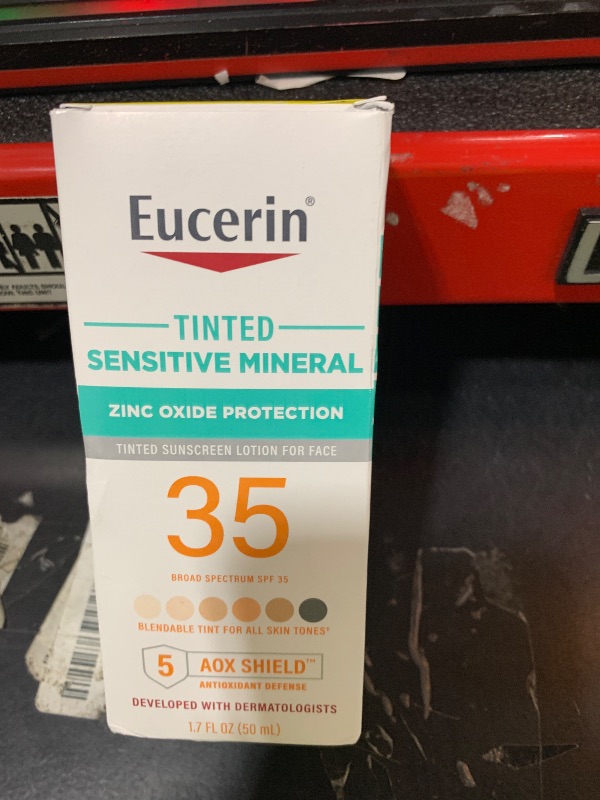 Eucerin®
TINTED
SENSITIVE MINERAL
ZINC OXIDE PROTECTION
TINTED SUNSCREEN LOTION FOR FACE
35
BROAD SPECTRUM SPF 35
BLENDABLE TINT FOR ALL SKIN TONES*
5 AOX SHIELD™
ANTIOXIDANT DEFENSE
DEVELOPED WITH DERMATOLOGISTS
1.7 FL OZ (50 mL)